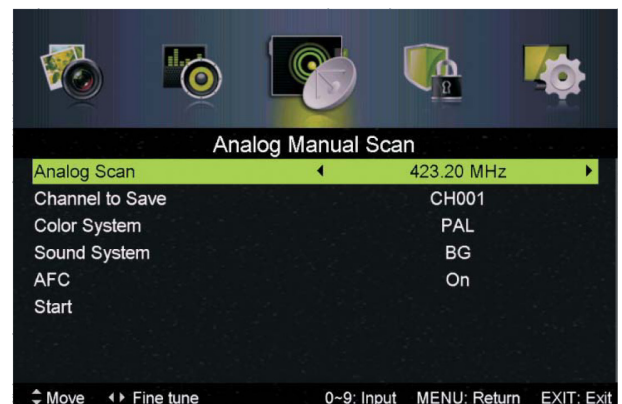 Analog Manual Scan
Analog Scan 423.20 MHz
Channel to Save CH001
Color System PAL
Sound System BG
AFC On
Start
Move Fine tune 0~9: Input MENU: Return EXIT: Exit